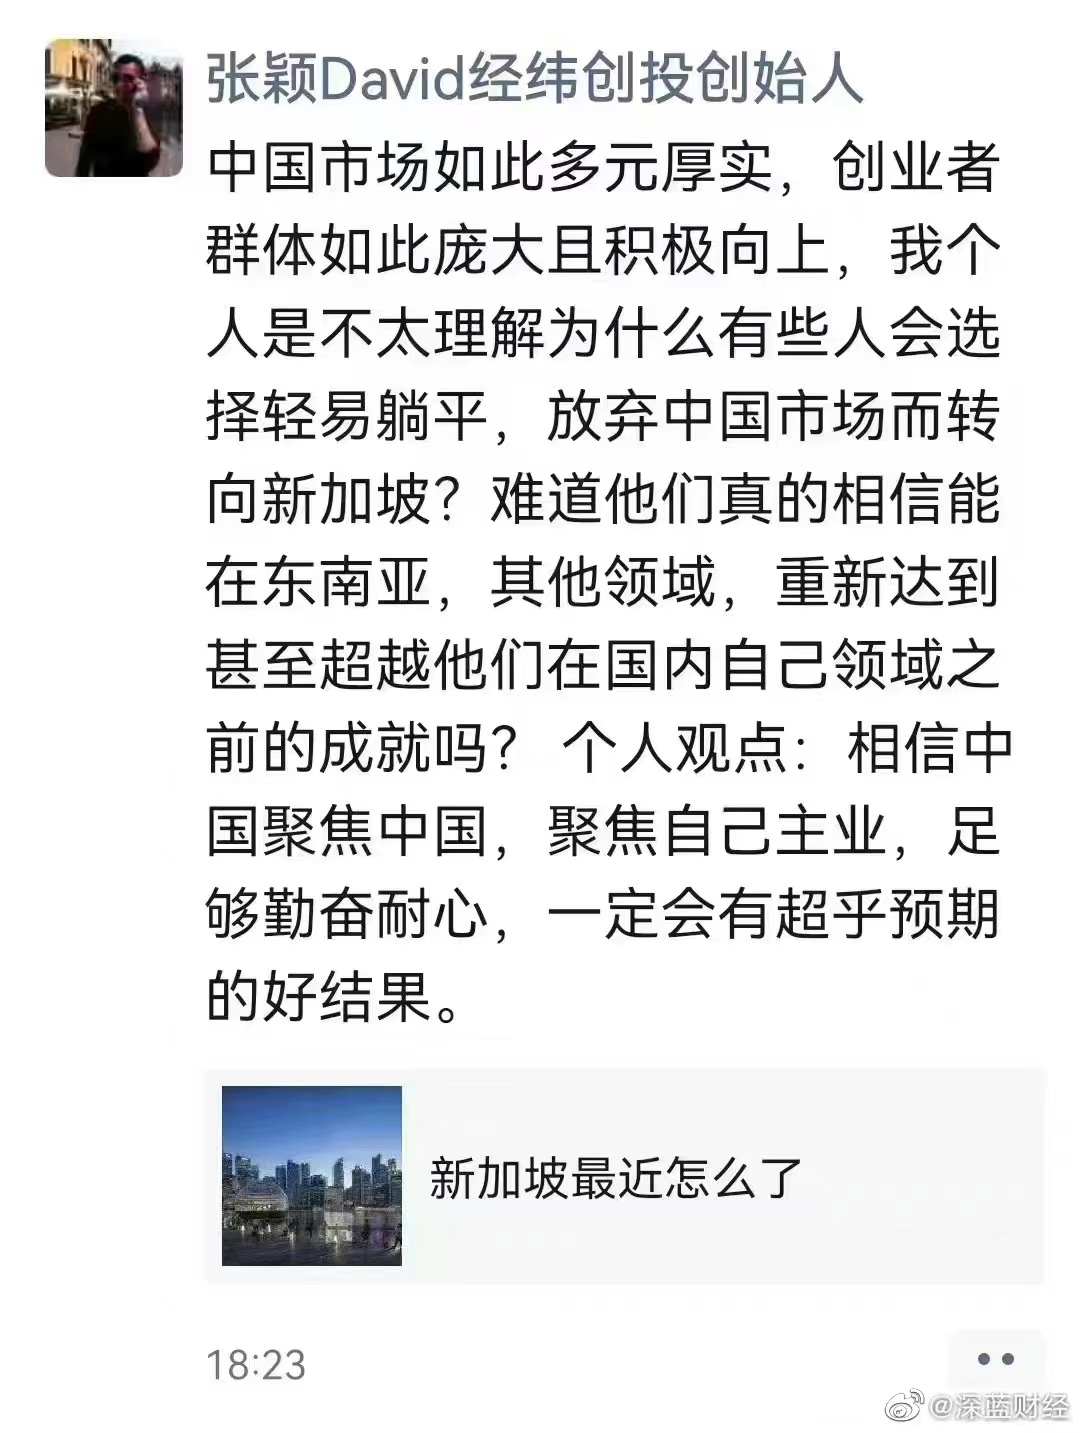 张颖David经纬创投创始人
中国市场如此多元厚实，创业者
群体如此庞大且积极向上，我个
人是不太理解为什么有些人会选
择轻易躺平，放弃中国市场而转
向新加坡？难道他们真的相信能
在东南亚，其他领域，重新达到
甚至超越他们在国内自己领域之
前的成就吗？ 个人观点：相信中
国聚焦中国，聚焦自己主业，足
够勤奋耐心，一定会有超乎预期
的好结果。
新加坡最近怎么了
18:23
@深蓝财经